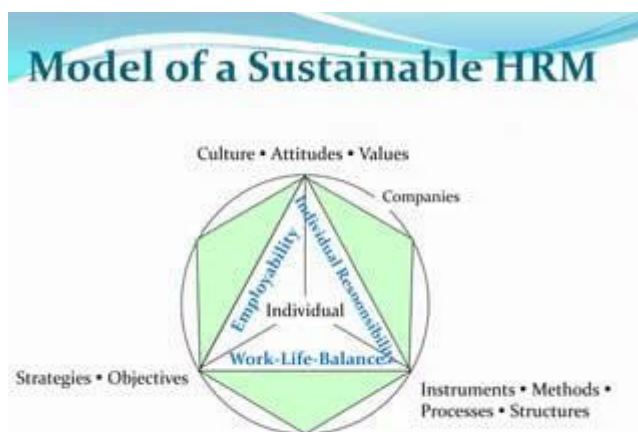 Model of a Sustainable HRM
Culture • Attitudes • Values
Companies
Employability
Individual Responsibility
Individual
Work-Life-Balance
Strategies • Objectives
Instruments • Methods •
Processes • Structures